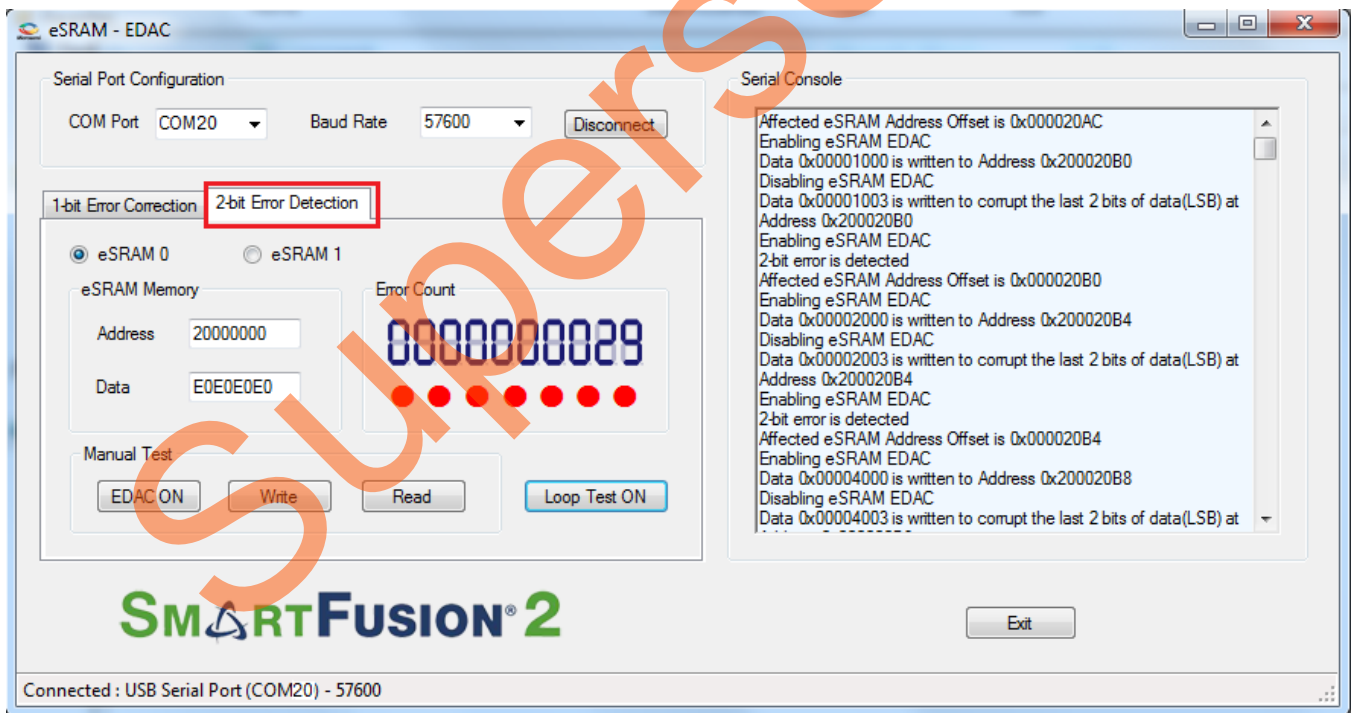 eSRAM - EDAC
Serial Port Configuration
COM Port COM20 Baud Rate 57600 Disconnect
1-bit Error Correction 2-bit Error Detection
eSRAM 0 eSRAM 1
eSRAM Memory
Address 20000000
Data E0E0E0E0
Error Count
0000000029
Manual Test
EDAC ON Write Read Loop Test ON
Serial Console
Affected eSRAM Address Offset is 0x000020AC
Enabling eSRAM EDAC
Data 0x00001000 is written to Address 0x200020B0
Disabling eSRAM EDAC
Data 0x00001003 is written to corrupt the last 2 bits of data(LSB) at
Address 0x200020B0
Enabling eSRAM EDAC
2-bit error is detected
Affected eSRAM Address Offset is 0x000020B0
Enabling eSRAM EDAC
Data 0x00002000 is written to Address 0x200020B4
Disabling eSRAM EDAC
Data 0x00002003 is written to corrupt the last 2 bits of data(LSB) at
Address 0x200020B4
Enabling eSRAM EDAC
2-bit error is detected
Affected eSRAM Address Offset is 0x000020B4
Enabling eSRAM EDAC
Data 0x00004000 is written to Address 0x200020B8
Disabling eSRAM EDAC
Data 0x00004003 is written to corrupt the last 2 bits of data(LSB) at
SMARTFUSION® 2
Exit
Connected : USB Serial Port (COM20) - 57600
Superse